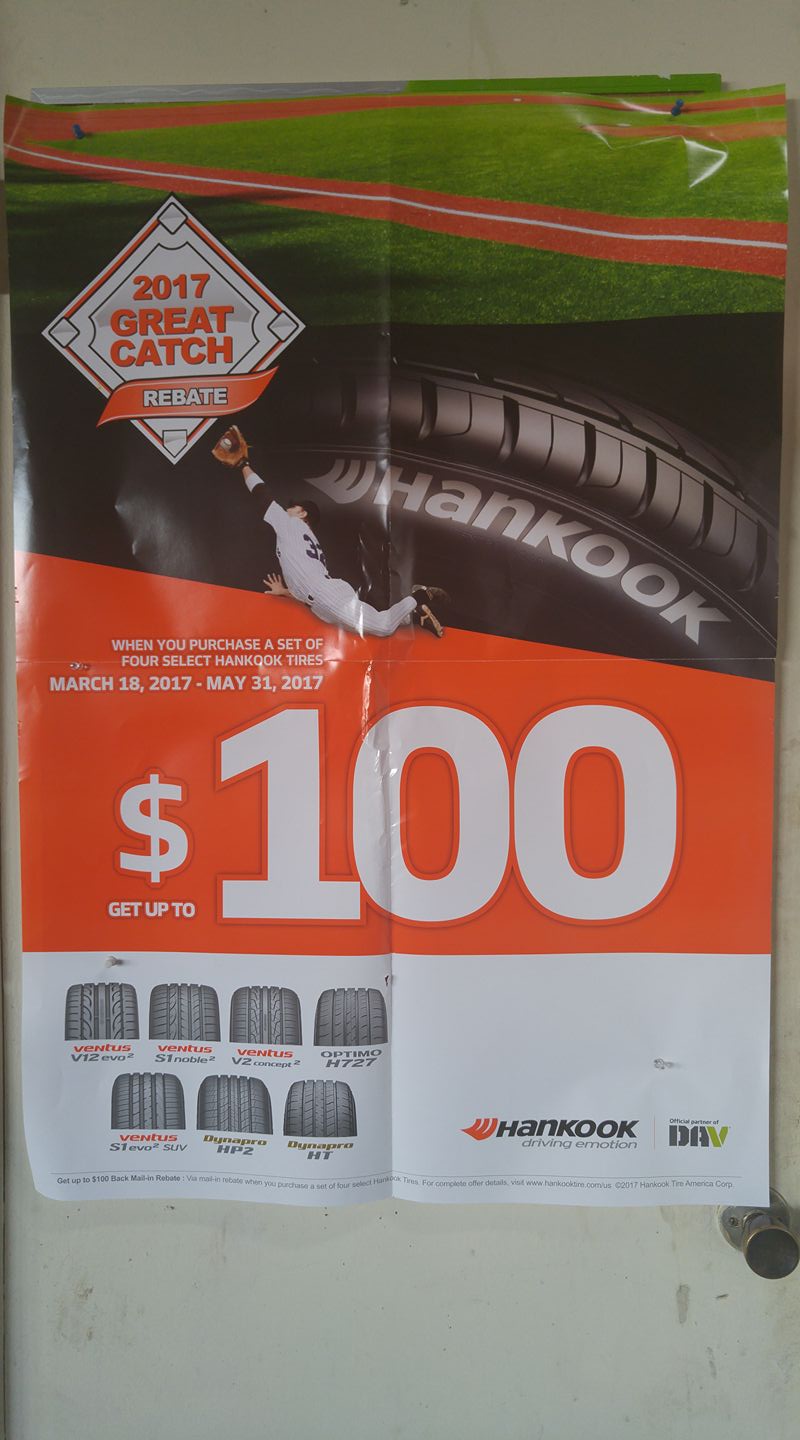 2017
GREAT
CATCH
REBATE
Hankook
WHEN YOU PURCHASE A SET OF
FOUR SELECT HANKOOK TIRES
MARCH 18, 2017 - MAY 31, 2017
GET UP TO $100
ventus
V12 evo²
ventus
S1 noble²
ventus
V2 concept²
OPTIMO
H727
ventus
S1 evo² SUV
Dynapro
HP2
Dynapro
HT
Hankook
driving emotion
Official partner of
DAV
Get up to $100 Back Mail-in Rebate : Via mail-in rebate when you purchase a set of four select Hankook Tires. For complete offer details, visit www.hankooktire.com/us ©2017 Hankook Tire America Corp.